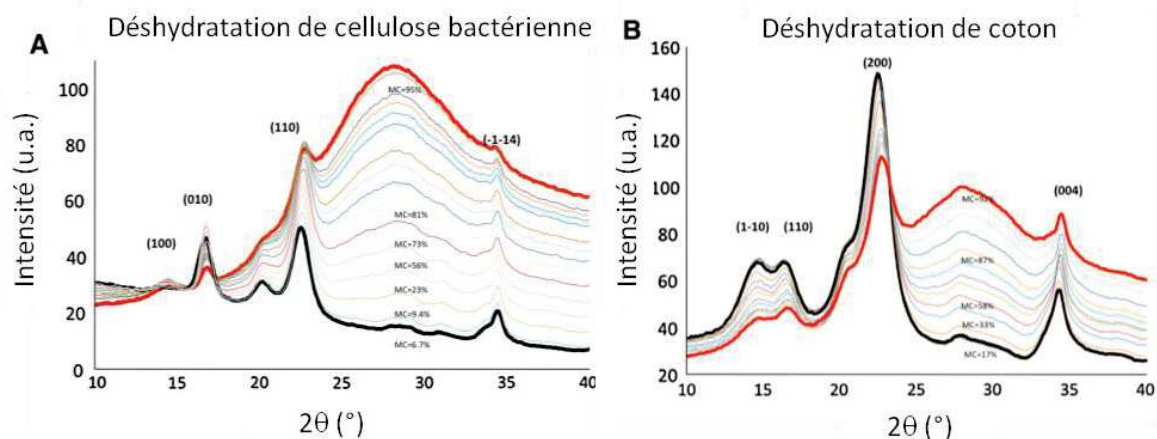 Déshydratation de cellulose bactérienne
A
100
80
60
40
20
0
Intensité (u.a.)
(100)
(010)
(110)
(-1-14)
MC=95%
MC=81%
MC=73%
MC=56%
MC=23%
MC=9.4%
MC=6.7%
10 15 20 25 30 35 40
2θ (°)
Déshydratation de coton
B
160
140
120
100
80
60
40
20
Intensité (u.a.)
(1-10)
(110)
(200)
(004)
MC=87%
MC=58%
MC=33%
MC=17%
10 15 20 25 30 35 40
2θ (°)